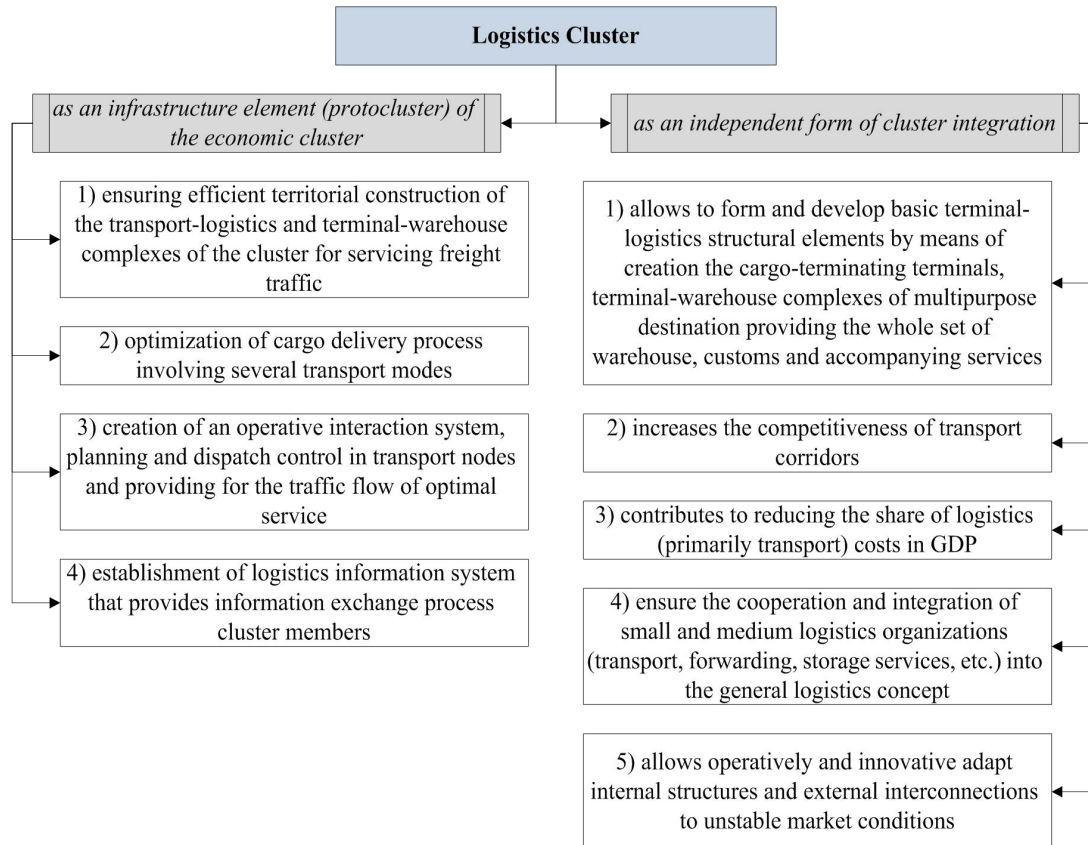 Logistics Cluster
as an infrastructure element (protocluster) of
the economic cluster
1) ensuring efficient territorial construction of
the transport-logistics and terminal-warehouse
complexes of the cluster for servicing freight
traffic
2) optimization of cargo delivery process
involving several transport modes
3) creation of an operative interaction system,
planning and dispatch control in transport nodes
and providing for the traffic flow of optimal
service
4) establishment of logistics information system
that provides information exchange process
cluster members
as an independent form of cluster integration
1) allows to form and develop basic terminal-
logistics structural elements by means of
creation the cargo-terminating terminals,
terminal-warehouse complexes of multipurpose
destination providing the whole set of
warehouse, customs and accompanying services
2) increases the competitiveness of transport
corridors
3) contributes to reducing the share of logistics
(primarily transport) costs in GDP
4) ensure the cooperation and integration of
small and medium logistics organizations
(transport, forwarding, storage services, etc.) into
the general logistics concept
5) allows operatively and innovative adapt
internal structures and external interconnections
to unstable market conditions